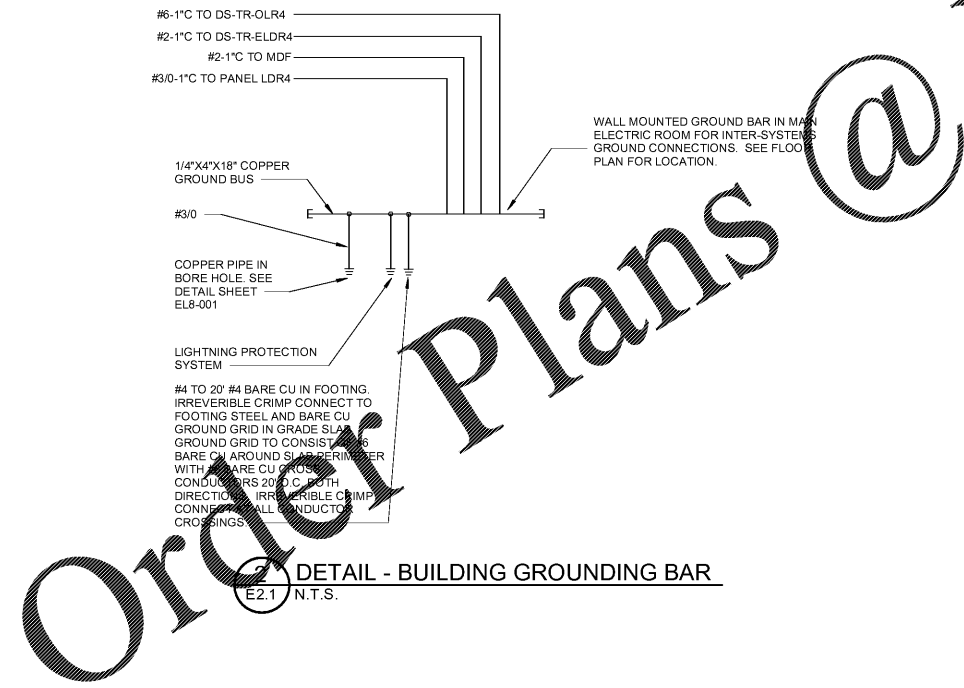 #6-1"C TO DS-TR-OLR4
#2-1"C TO DS-TR-ELDR4
#2-1"C TO MDF
#3/0-1"C TO PANEL LDR4
WALL MOUNTED GROUND BAR IN MAIN
ELECTRIC ROOM FOR INTER-SYSTEMS
GROUND CONNECTIONS. SEE FLOOR
PLAN FOR LOCATION.
1/4"X4"X18" COPPER
GROUND BUS
#3/0
COPPER PIPE IN
BORE HOLE. SEE
DETAIL SHEET
EL8-001
LIGHTNING PROTECTION
SYSTEM
#4 TO 20' #4 BARE CU IN FOOTING.
IRREVERIBLE CRIMP CONNECT TO
FOOTING STEEL AND BARE CU
GROUND GRID IN GRADE SLAB
GROUND GRID TO CONSIST OF #6
BARE CU AROUND SLAB PERIMETER
WITH BARE CU CROSS
CONDUCTORS 20' O.C. BOTH
DIRECTIONS. IRREVERIBLE CRIMP
CONNECT AT ALL CONDUCTOR
CROSSINGS.
2 DETAIL - BUILDING GROUNDING BAR
E2.1 N.T.S.
Order Plans @